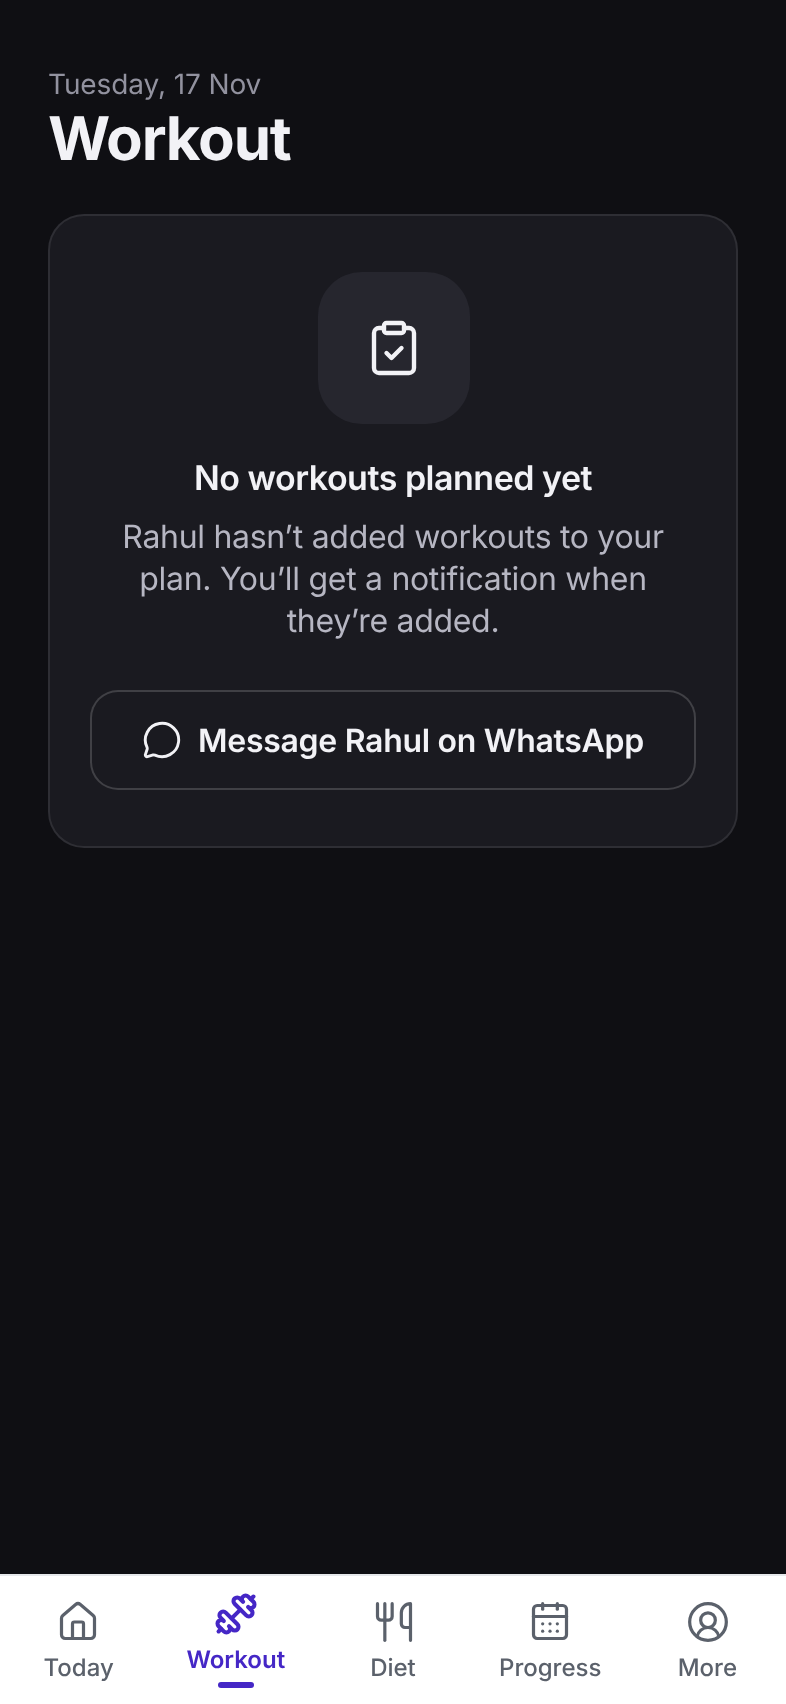 Tuesday, 17 Nov
Workout
No workouts planned yet
Rahul hasn’t added workouts to your
plan. You’ll get a notification when
they’re added.
Message Rahul on WhatsApp
Today
Workout
Diet
Progress
More